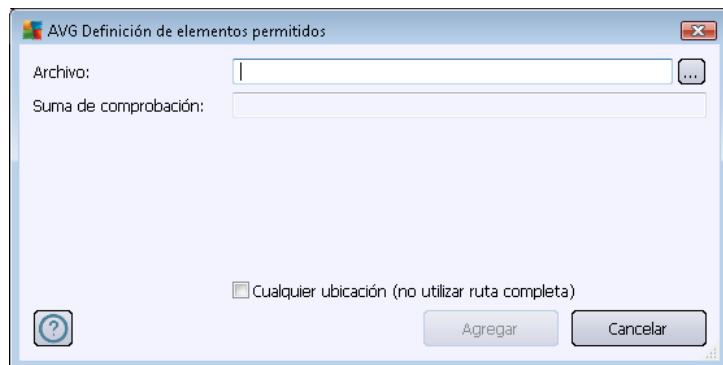 AVG Definición de elementos permitidos
Archivo:
...
Suma de comprobación:
Cualquier ubicación (no utilizar ruta completa)
?
Agregar
Cancelar